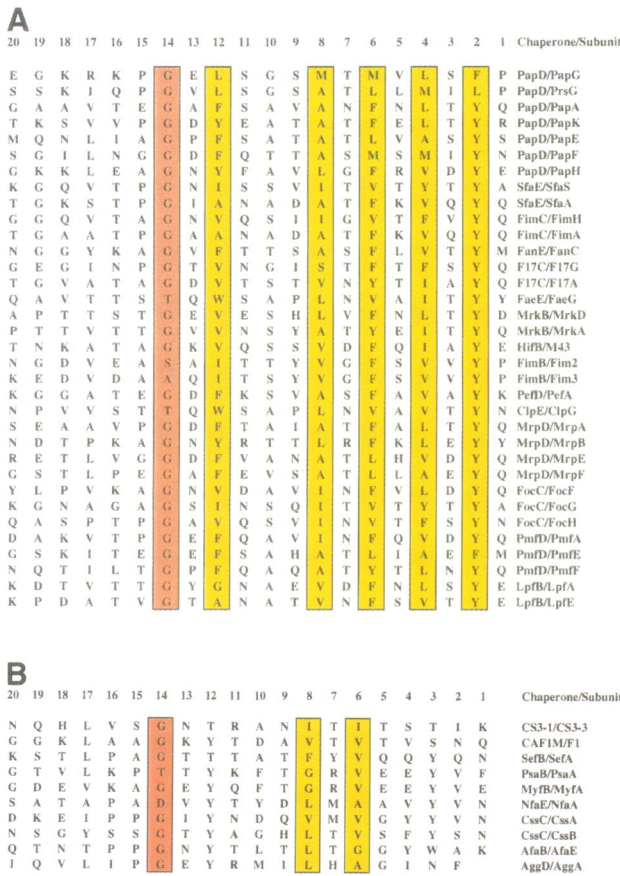 A
20 19 18 17 16 15 14 13 12 11 10 9 8 7 6 5 4 3 2 1 Chaperone/Subunit
E G K R K P G E L S G S M T M V L S F P PapD/PapG
S S K I Q P G V L S G S A T L L M I L P PapD/PrsG
G A A V T E G A F S A V A N F N L T Y Q PapD/PapA
T K S V V P G D Y E A T T F E L T Y R PapD/PapK
M Q N L I A G P F S A T A T L V A S Y S PapD/PapE
S G I L N G G D F Q T T A S M S M I Y N PapD/PapF
G K K L E A G N Y F A V L G F R V D Y E PapD/PapH
K G Q V T P G N I S S V I T V T Y T Y A SfaE/SfaS
T G K S T P G I A N A D A T F K V Q Y Q SfaE/SfaA
G G Q V T A G N V Q S I I G V T F V Y Q FimC/FimH
T G A A T P G A A N A D A T F K V Q Y Q FimC/FimA
N G G Y K A G V F T T S A S F L V T Y M FanE/FanC
G E G I N P G T V N G I S T F T F S Y Q F17C/F17G
T G V A T A G D V T S T V N Y T I A Y Q F17C/F17A
Q A V T T S T Q W S A P L N V A I T Y Y FaeE/FaeG
A P T T S T G E V E S H L V F N L T Y D MrkB/MrkD
P T T V T T G V V N S Y A T Y E I T Y Q MrkB/MrkA
T N K A T A G K V Q S S V D F Q I A Y E HifB/M43
N G D V E A S A I T T Y V G F S V V Y P FimB/Fim2
K E D V D A A Q I T S Y V G F S V V Y P FimB/Fim3
K G G A T E G D F K S V A S F A V A Y K PefD/PefA
N P V V S T T Q W S A P L N V A V T Y N ClpE/ClpG
S E A A V P G D F T A I A T F A L T Y Q MrpD/MrpA
N D T P K A G N Y R T T L R F K L E Y Y MrpD/MrpB
R E T L V G G D F V A N A T L H V D Y Q MrpD/MrpE
G S T L P E G A F E V S A T L L A E Y Q MrpD/MrpF
Y L P V K A G N V D A V I N F V L D Y Q FocC/FocF
K G N A G A G S I N S Q I T V T Y T Y A FocC/FocG
Q A S P T P G A V Q S V I N V T F S Y N FocC/FocH
D A K V T P G E F Q A V I N F Q V D Y Q PmfD/PmfA
G S K I T E G E F S A H A T L I A E F M PmfD/PmfE
N Q T I L T G P F Q A Q A T Y T L N Y Q PmfD/PmfF
K D T V T T G Y G N A E V D F N L S Y E LpfB/LpfA
K P D A T V G T A N A T V N F S V T Y E LpfB/LpfE
B
20 19 18 17 16 15 14 13 12 11 10 9 8 7 6 5 4 3 2 1 Chaperone/Subunit
N Q H L V S G N T R A N I T I T S T I K CS3-1/CS3-3
G G K L A A G K Y T D A V T V T V S N Q CAF1M/F1
K S T L P A G T T T A T F Y V Q Q Y Q N SefB/SefA
G T V L K P T T Y K F T G R V E E Y V F PsaB/PsaA
G D E V K A G E Y Q F T G R V E E Y V E MyfB/MyfA
S A T A P A D V Y T Y D L M A A V Y V N NfaE/NfaA
D K E I P P G I Y N D Q V M V G Y Y V N CssC/CssA
N S G Y S S G T Y A G H L T V S F Y S N CssC/CssB
Q T N T P P G N Y T L T L T G G Y W A K AfaB/AfaE
I Q V L I P G E Y R M I L H A G I N F AggD/AggA